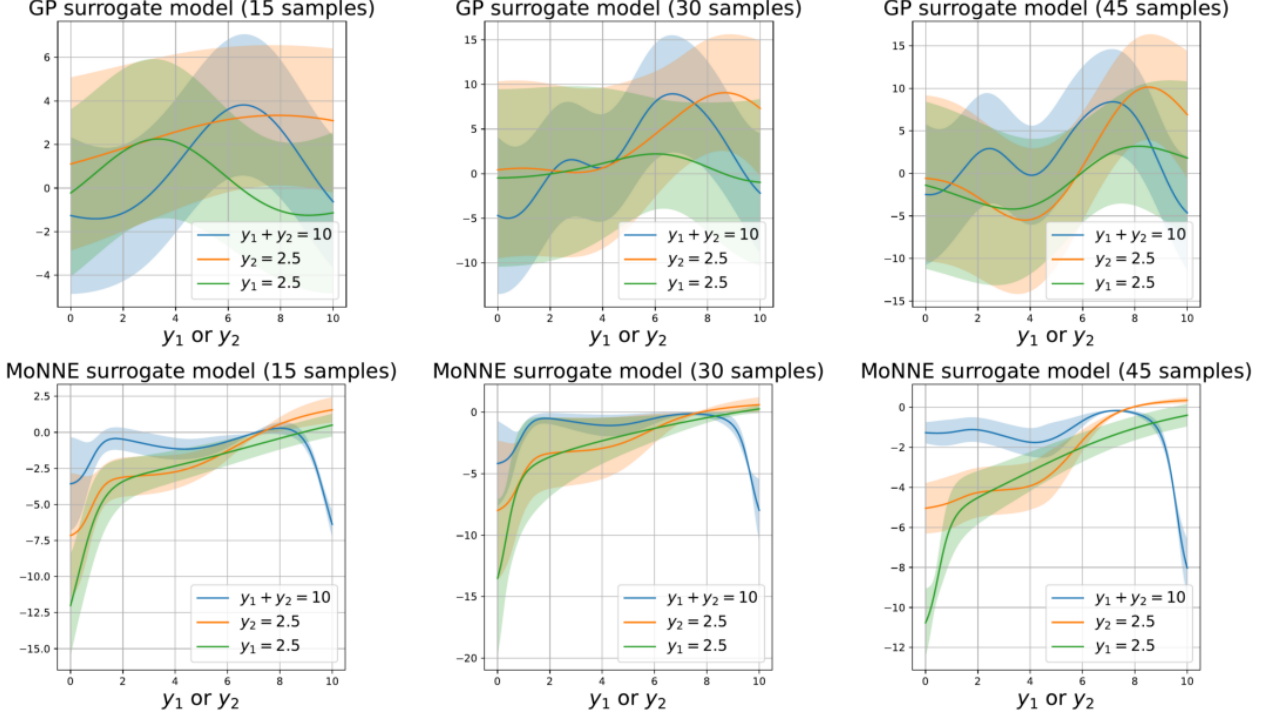 GP surrogate model (15 samples)
6
4
2
0
−2
−4
0 2 4 6 8 10
y₁ + y₂ = 10
y₂ = 2.5
y₁ = 2.5
y₁ or y₂
GP surrogate model (30 samples)
15
10
5
0
−5
−10
0 2 4 6 8 10
y₁ + y₂ = 10
y₂ = 2.5
y₁ = 2.5
y₁ or y₂
GP surrogate model (45 samples)
15
10
5
0
−5
−10
−15
0 2 4 6 8 10
y₁ + y₂ = 10
y₂ = 2.5
y₁ = 2.5
y₁ or y₂
MoNNE surrogate model (15 samples)
2.5
0.0
−2.5
−5.0
−7.5
−10.0
−12.5
−15.0
0 2 4 6 8 10
y₁ + y₂ = 10
y₂ = 2.5
y₁ = 2.5
y₁ or y₂
MoNNE surrogate model (30 samples)
0
−5
−10
−15
−20
0 2 4 6 8 10
y₁ + y₂ = 10
y₂ = 2.5
y₁ = 2.5
y₁ or y₂
MoNNE surrogate model (45 samples)
0
−2
−4
−6
−8
−10
−12
0 2 4 6 8 10
y₁ + y₂ = 10
y₂ = 2.5
y₁ = 2.5
y₁ or y₂